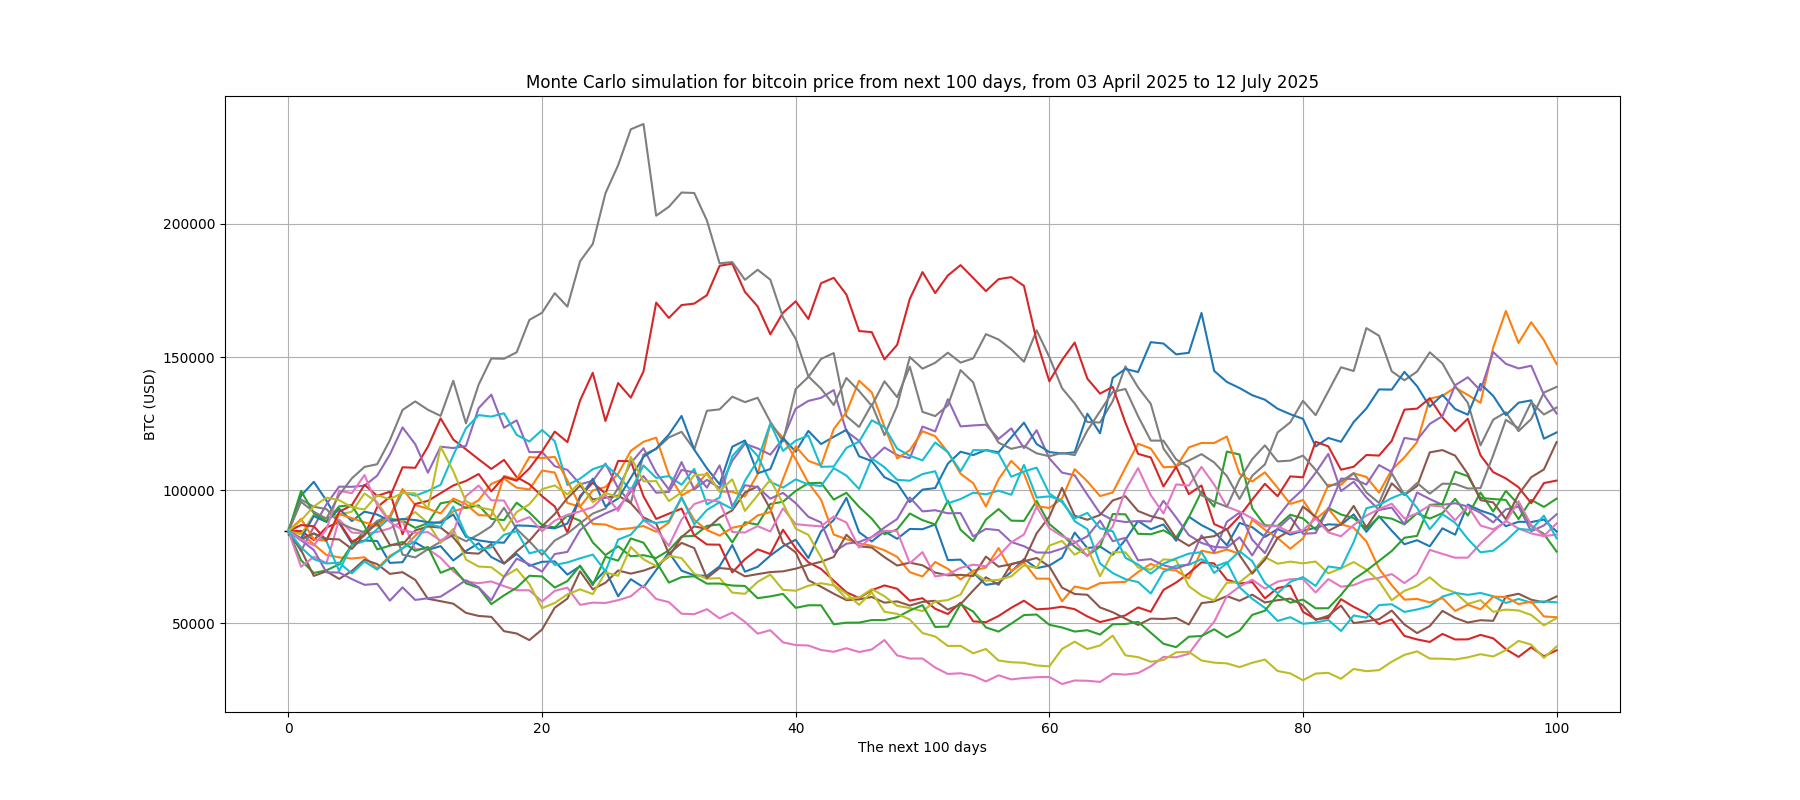 Monte Carlo simulation for bitcoin price from next 100 days, from 03 April 2025 to 12 July 2025
200000
150000
100000
50000
BTC (USD)
0 20 40 60 80 100
The next 100 days